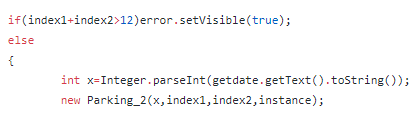 if(index1+index2>12)error.setVisible(true);
else
{
int x=Integer.parseInt(getdate.getText().toString());
new Parking_2(x,index1,index2,instance);